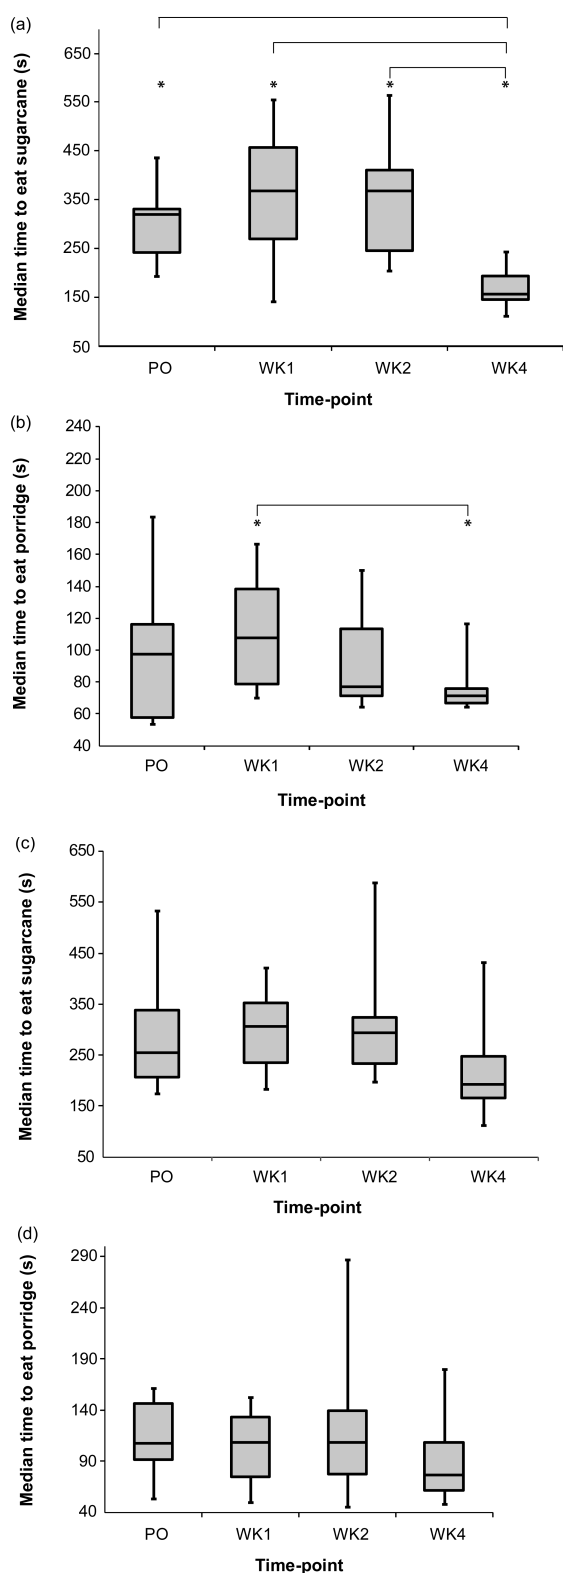 (a)
Median time to eat sugarcane (s)
650
550
450
350
250
150
50
* * * *
PO WK1 WK2 WK4
Time-point
(b)
Median time to eat porridge (s)
240
220
200
180
160
140
120
100
80
60
40
* *
PO WK1 WK2 WK4
Time-point
(c)
Median time to eat sugarcane (s)
650
550
450
350
250
150
50
PO WK1 WK2 WK4
Time-point
(d)
Median time to eat porridge (s)
290
240
190
140
90
40
PO WK1 WK2 WK4
Time-point